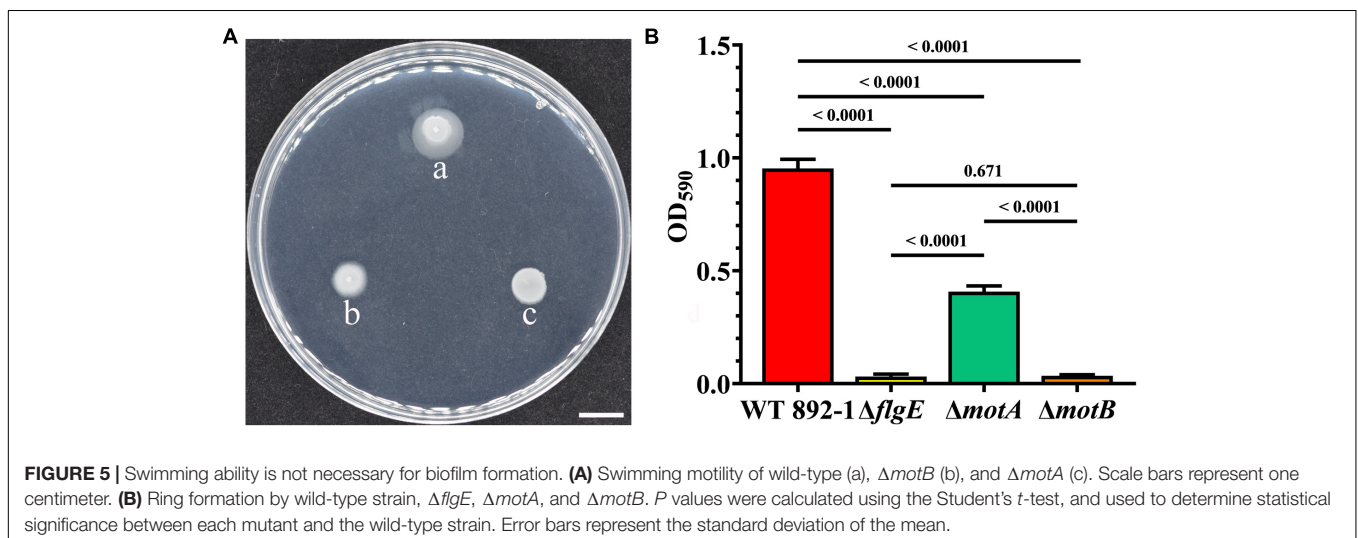 A
a
b
c
B
1.5
< 0.0001
< 0.0001
< 0.0001
1.0
0.671
< 0.0001
OD590
0.5
< 0.0001
d
0.0
WT 892-1 ΔflgE ΔmotA ΔmotB
FIGURE 5 | Swimming ability is not necessary for biofilm formation. (A) Swimming motility of wild-type (a), ΔmotB (b), and ΔmotA (c). Scale bars represent one
centimeter. (B) Ring formation by wild-type strain, ΔflgE, ΔmotA, and ΔmotB. P values were calculated using the Student's t-test, and used to determine statistical
significance between each mutant and the wild-type strain. Error bars represent the standard deviation of the mean.